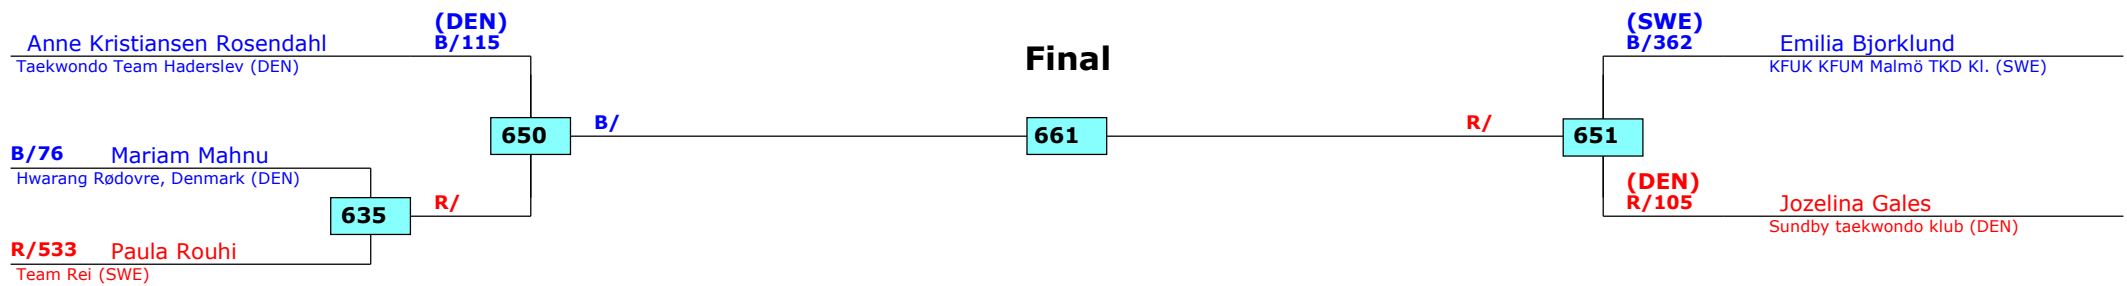 (DEN)
Anne Kristiansen Rosendahl B/115
Taekwondo Team Haderslev (DEN)
B/76 Mariam Mahnu
Hwarang Rødovre, Denmark (DEN)
R/533 Paula Rouhi
Team Rei (SWE)
635
R/
650
B/
Final
661
R/
651
(SWE)
B/362 Emilia Bjorklund
KFUK KFUM Malmö TKD Kl. (SWE)
(DEN)
R/105 Jozelina Gales
Sundby taekwondo klub (DEN)